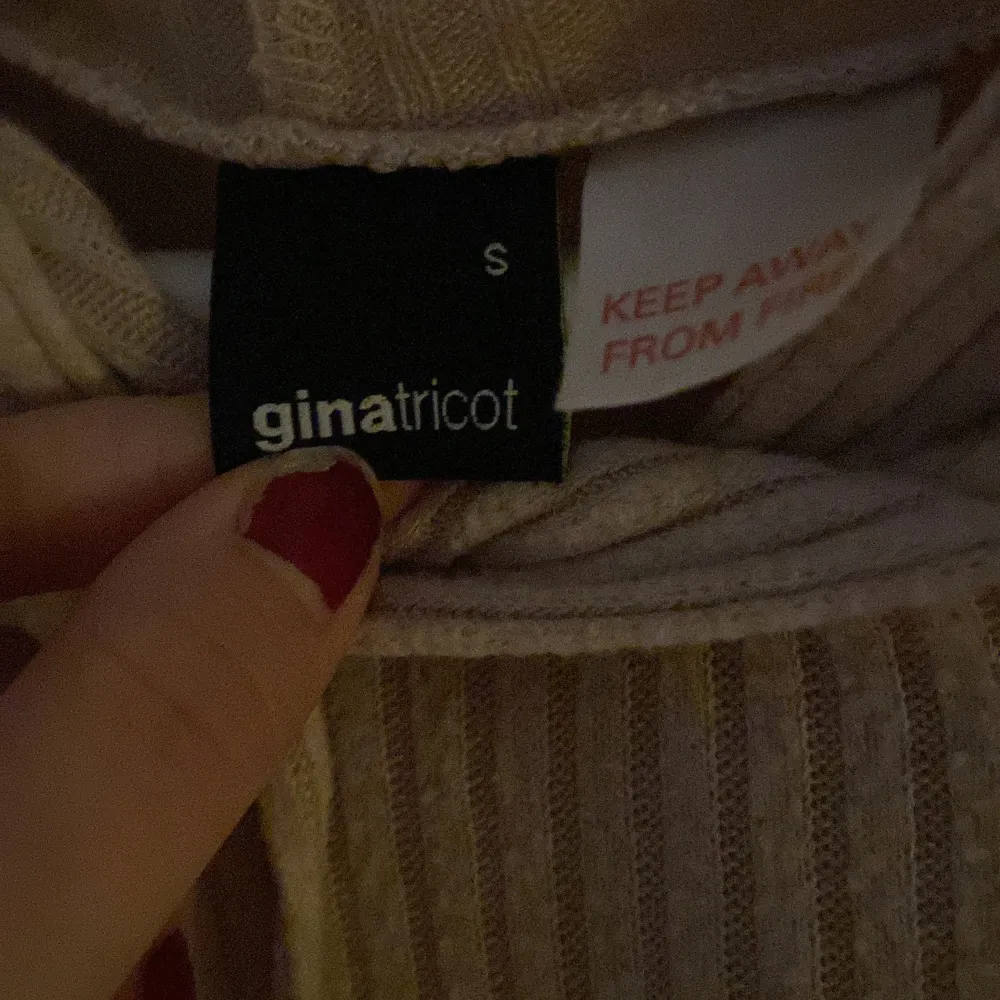 S
ginatricot
KEEP AWAY
FROM FIRE